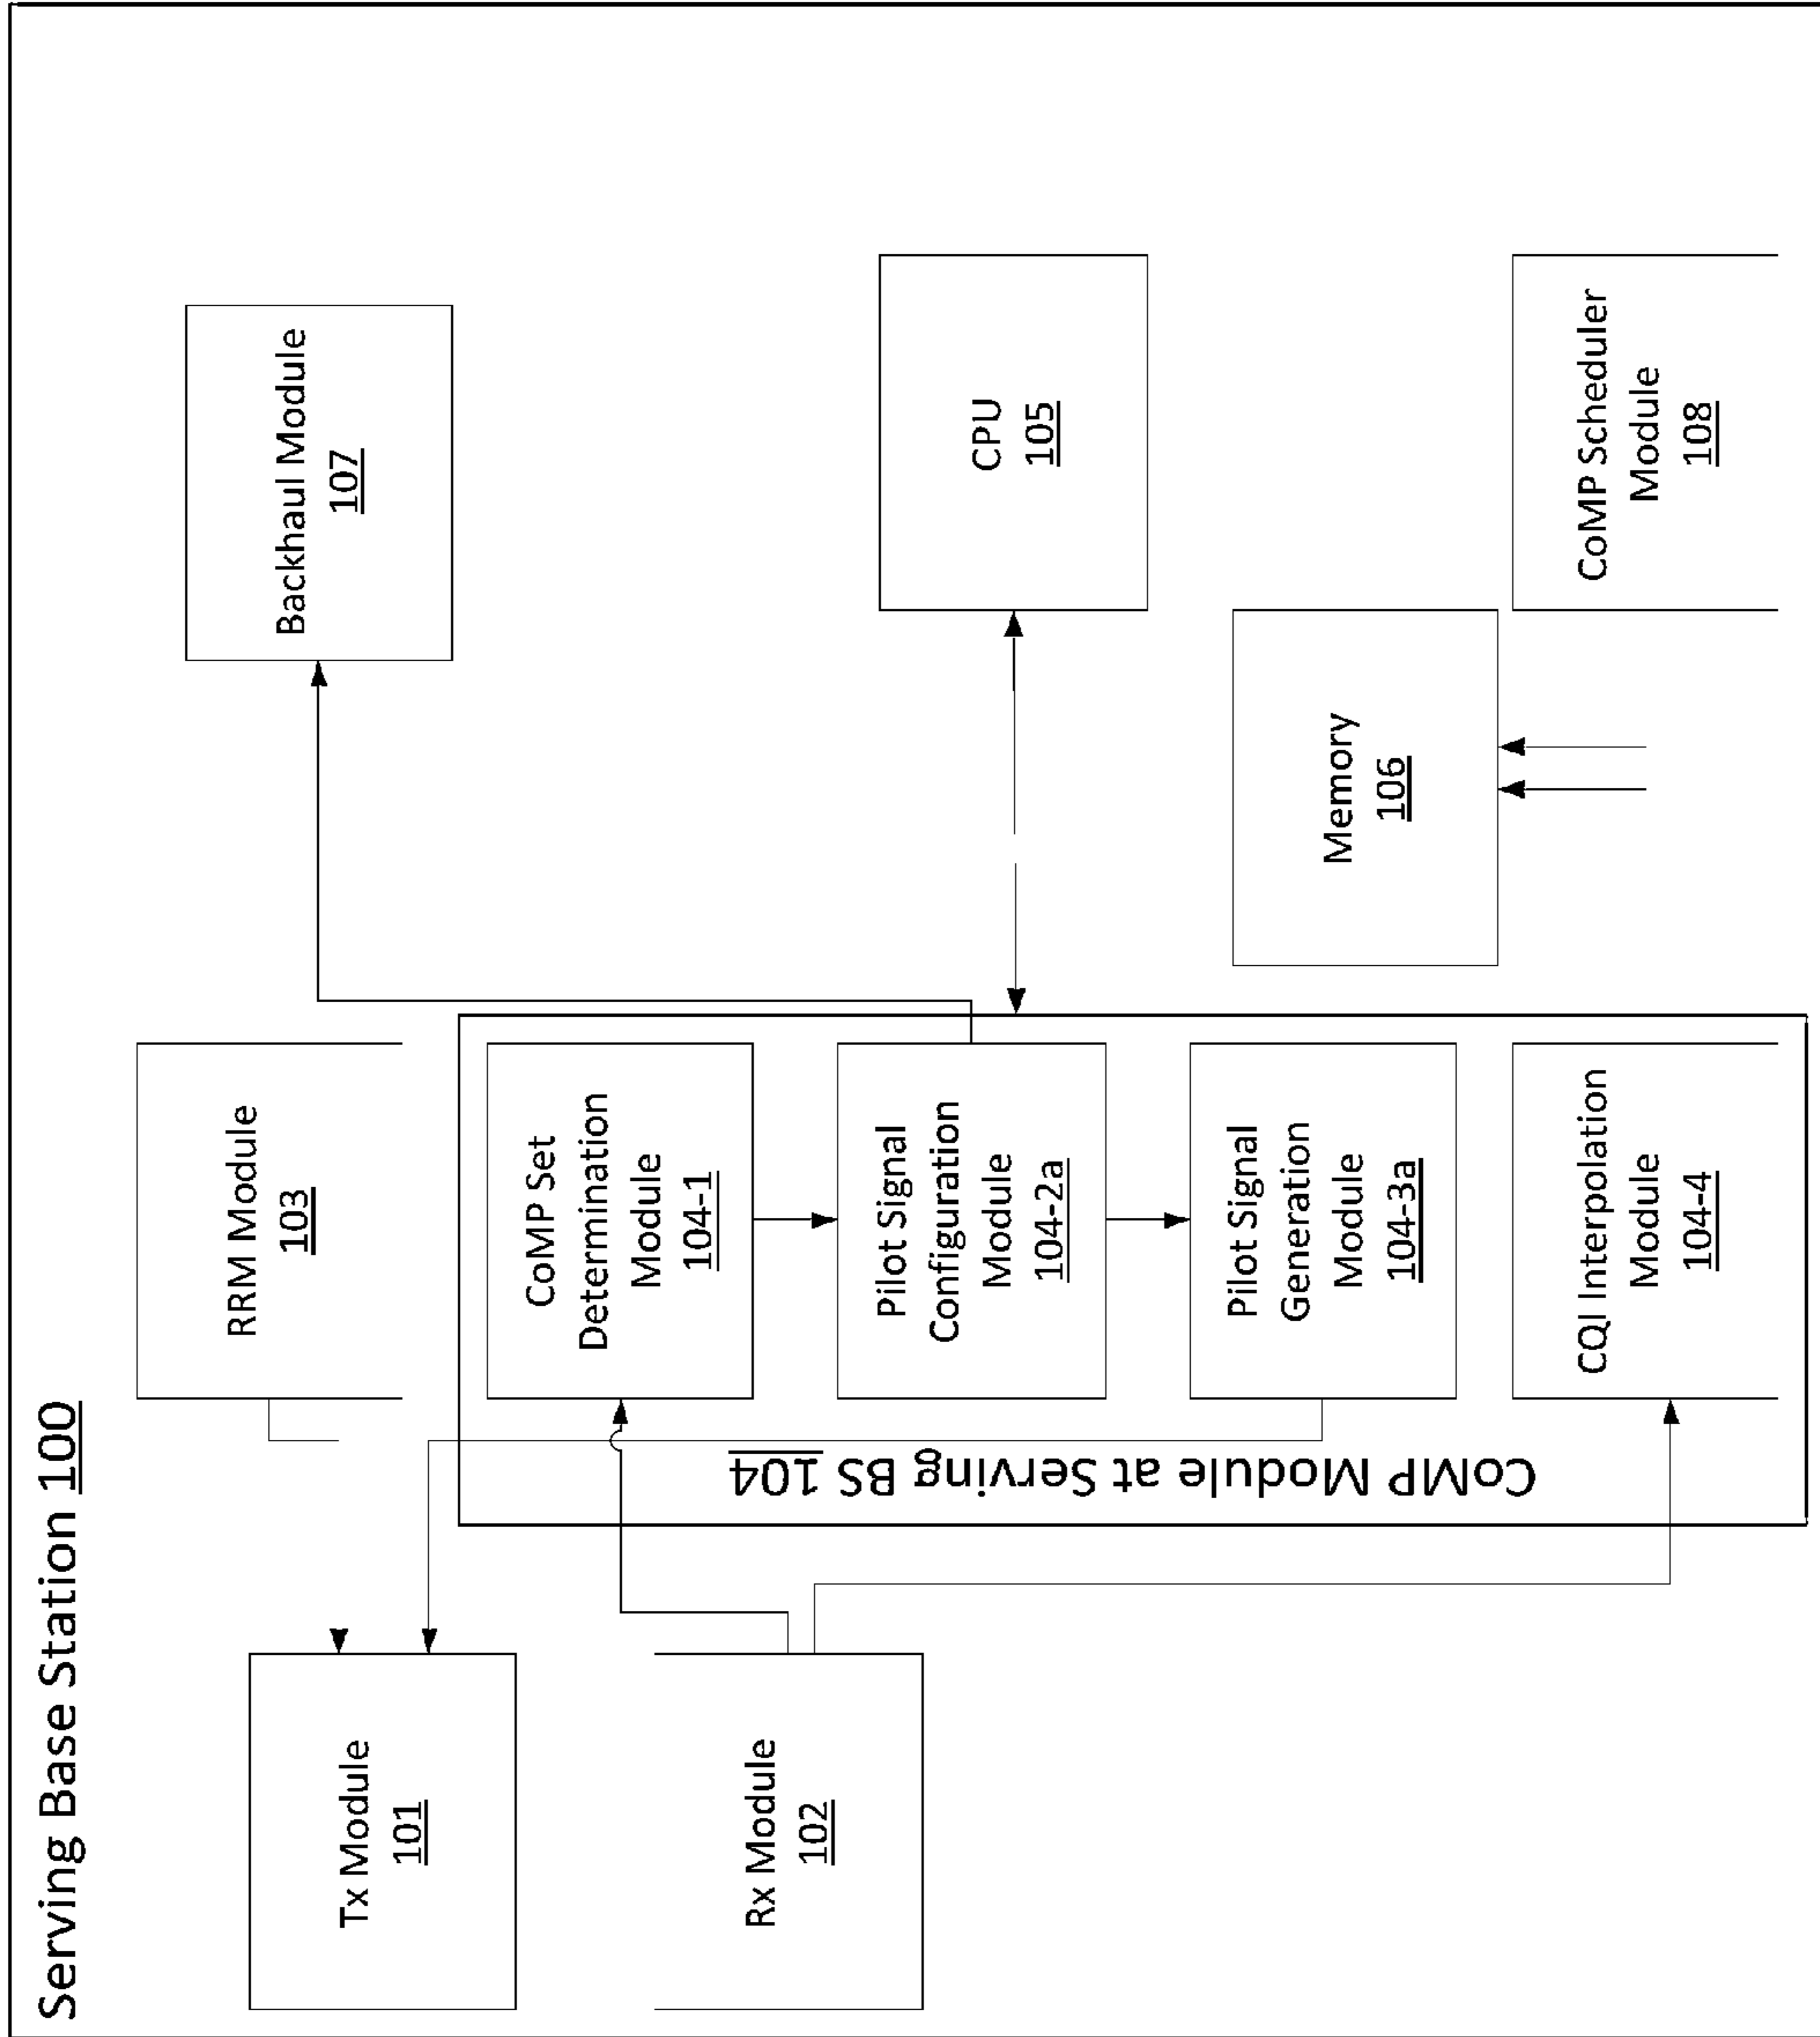 Serving Base Station 100
Tx Module
101
Rx Module
102
RRM Module
103
CoMP Module at Serving BS 104
CoMP Set
Determination
Module
104-1
Pilot Signal
Configuration
Module
104-2a
Pilot Signal
Generation
Module
104-3a
CQI Interpolation
Module
104-4
Backhaul Module
107
CPU
105
Memory
106
CoMP Scheduler
Module
108